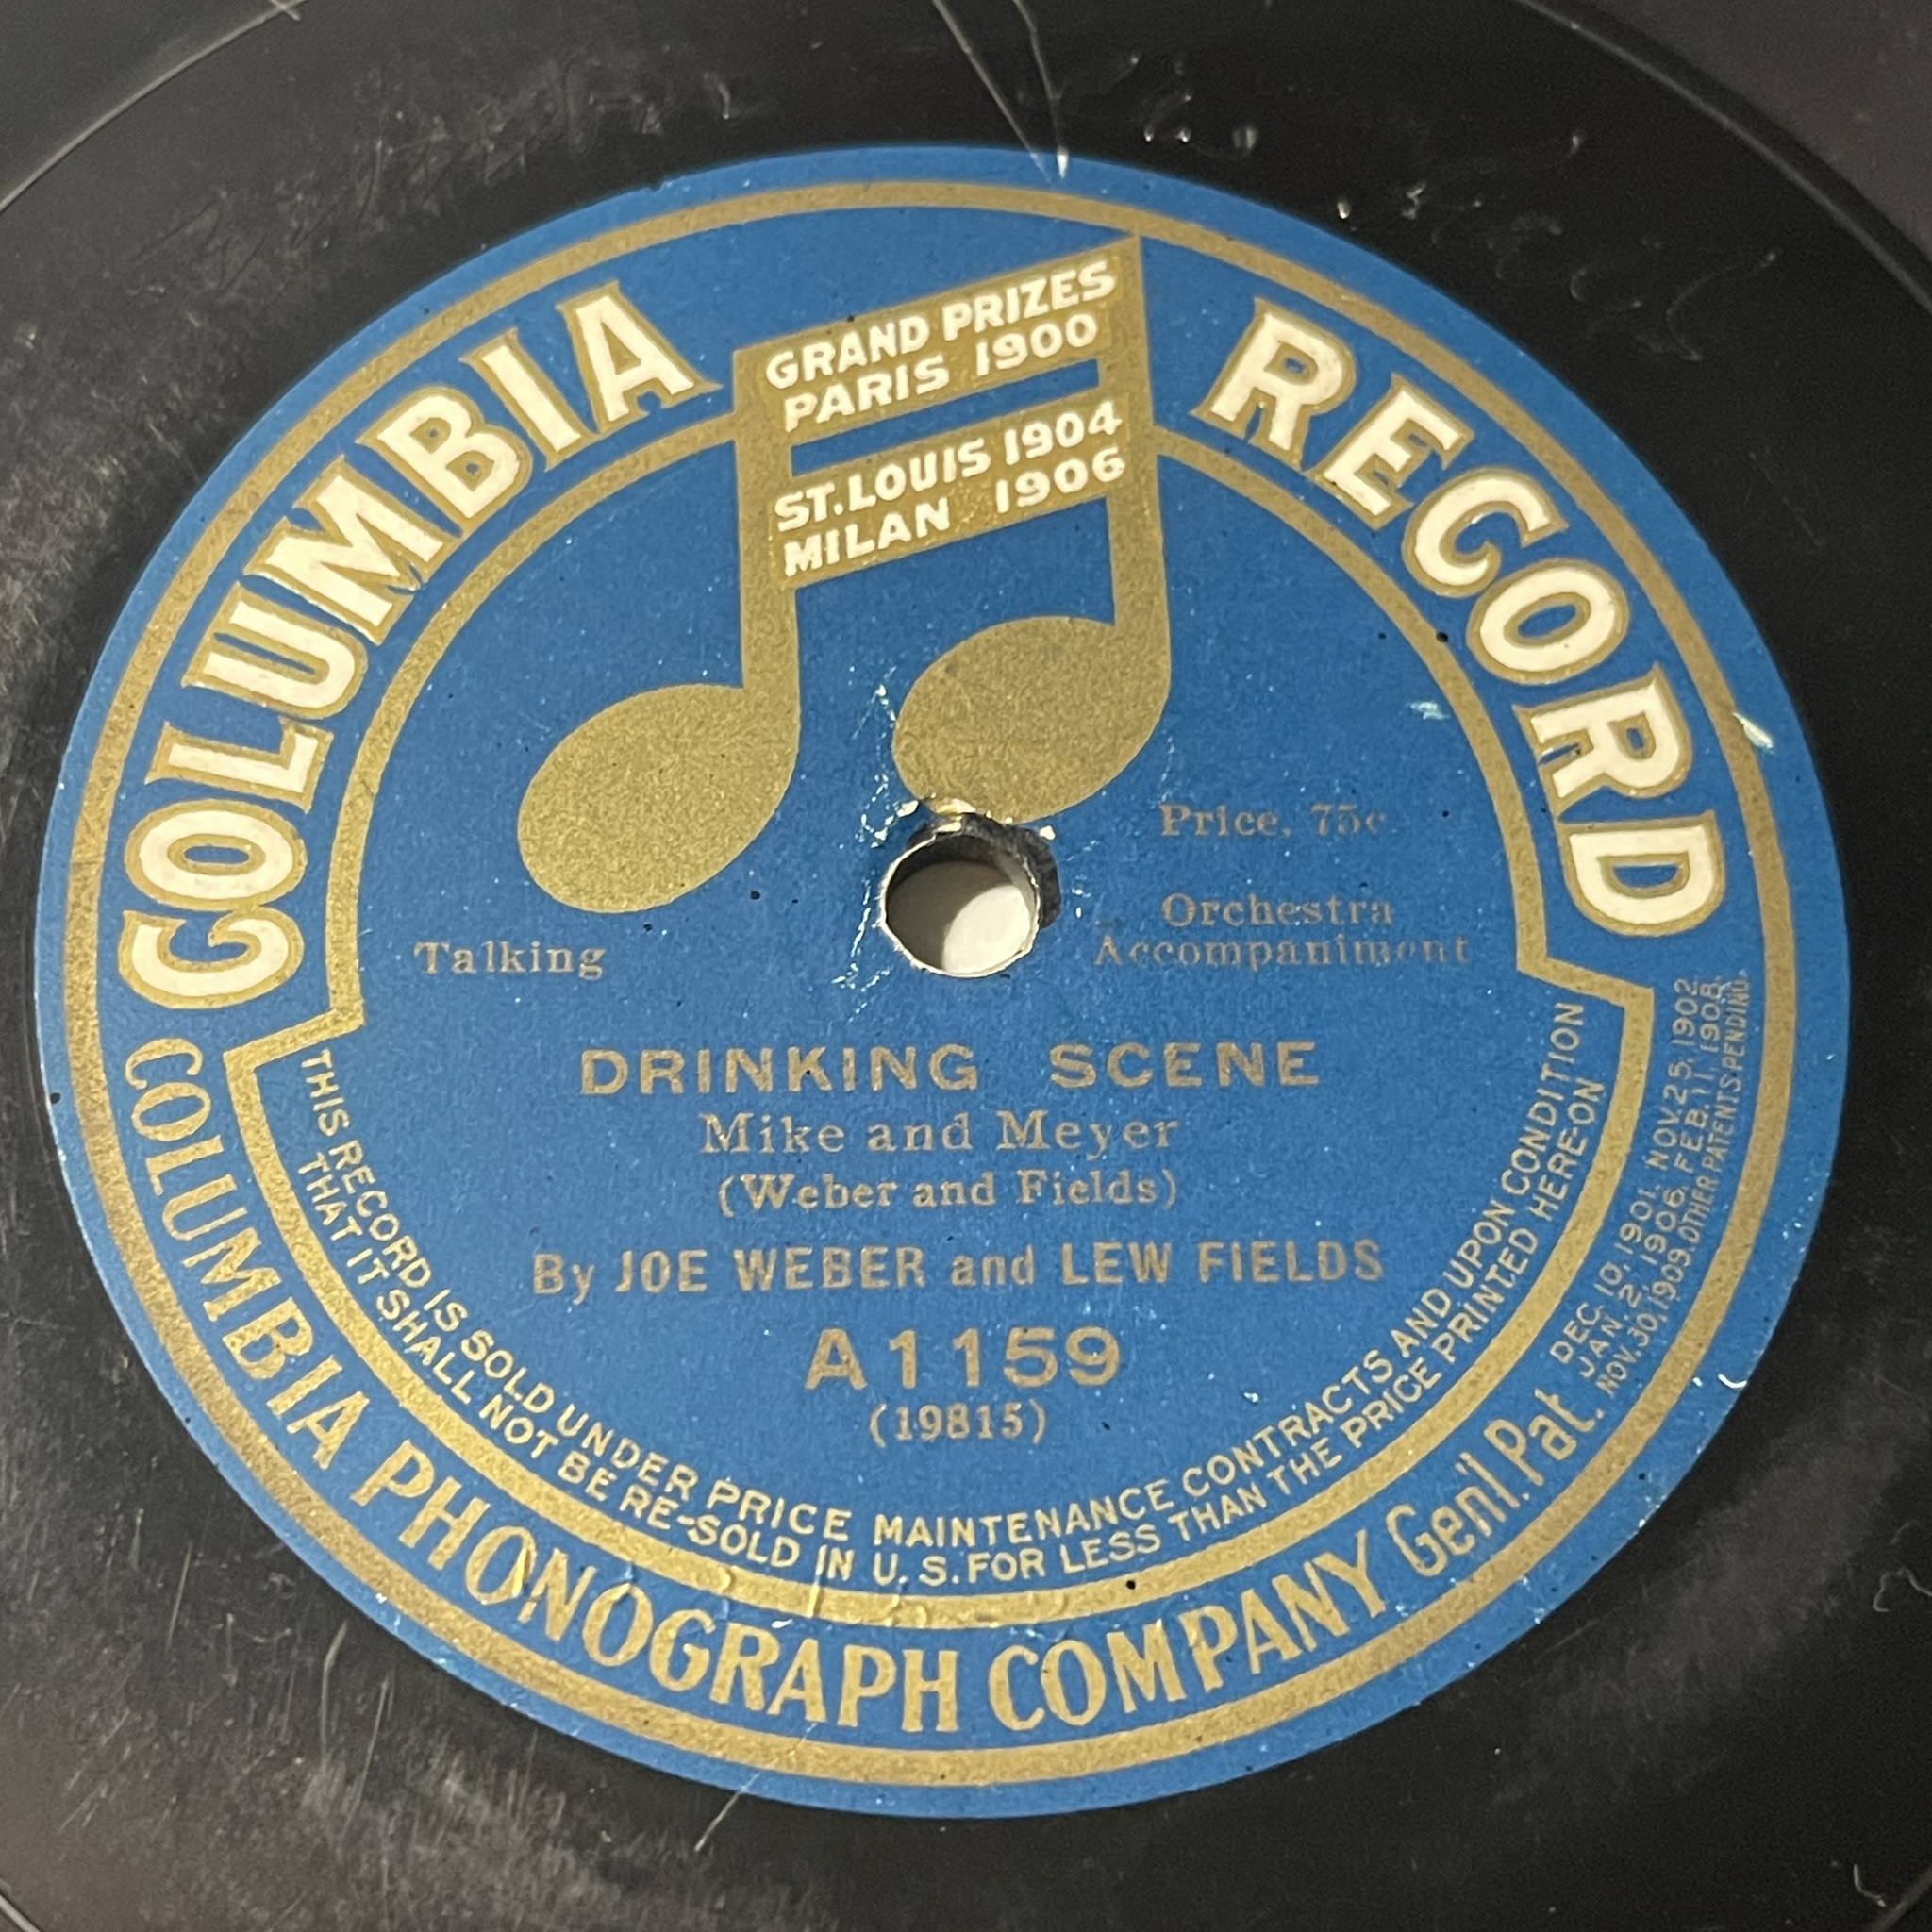 COLUMBIA RECORD
GRAND PRIZES
PARIS 1900
ST. LOUIS 1904
MILAN 1906
Price, 75c
Talking
Orchestra
Accompaniment
DRINKING SCENE
Mike and Meyer
(Weber and Fields)
By JOE WEBER and LEW FIELDS
A1159
(19815)
THIS RECORD IS SOLD UNDER PRICE MAINTENANCE CONTRACTS AND UPON CONDITION
THAT IT SHALL NOT BE RE-SOLD IN U.S. FOR LESS THAN THE PRICE PRINTED HERE-ON
COLUMBIA PHONOGRAPH COMPANY Gen'l. Pat.
DEC. 10, 1901. NOV. 25, 1902
JAN. 2, 1906. FEB. 11, 1908.
NOV. 30, 1909. OTHER PATENTS PENDING.